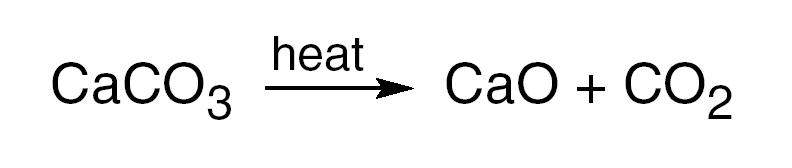 heat
CaCO3 → CaO + CO2